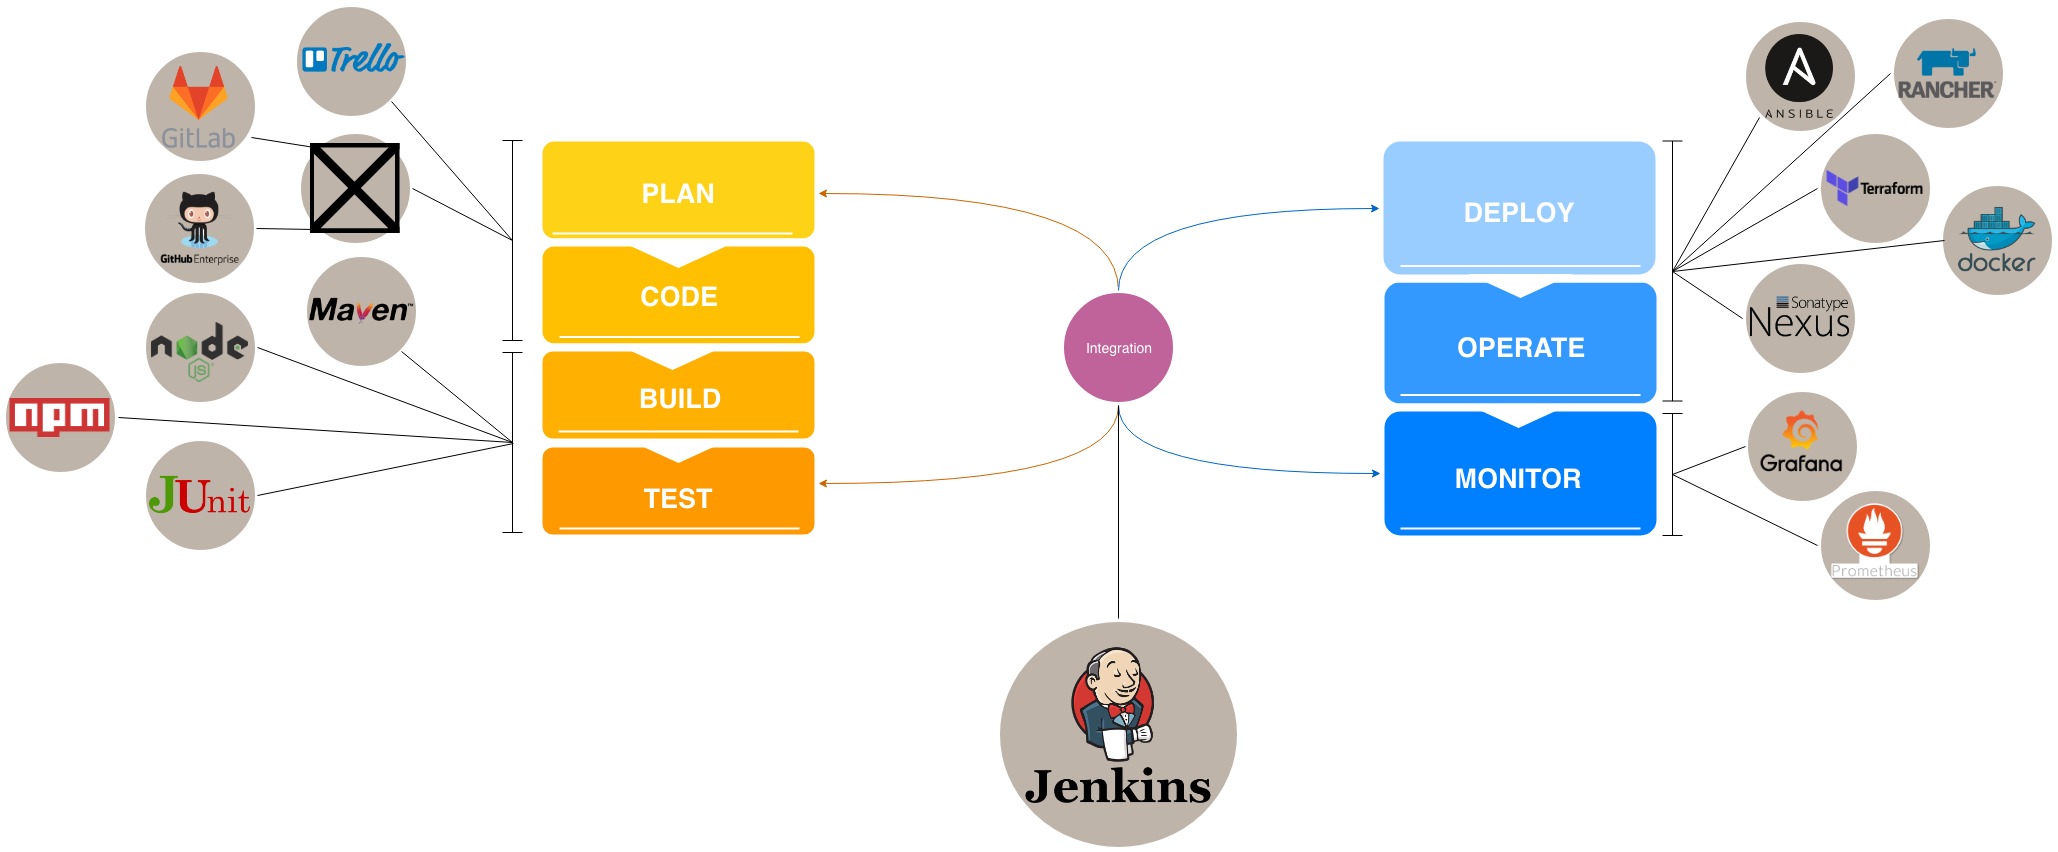 Trello
GitLab
GitHub Enterprise
Maven™
node
JS
npm
JUnit
PLAN
CODE
BUILD
TEST
Integration
Jenkins
DEPLOY
OPERATE
MONITOR
ANSIBLE
RANCHER
Terraform
docker
Sonatype
Nexus
Grafana
Prometheus